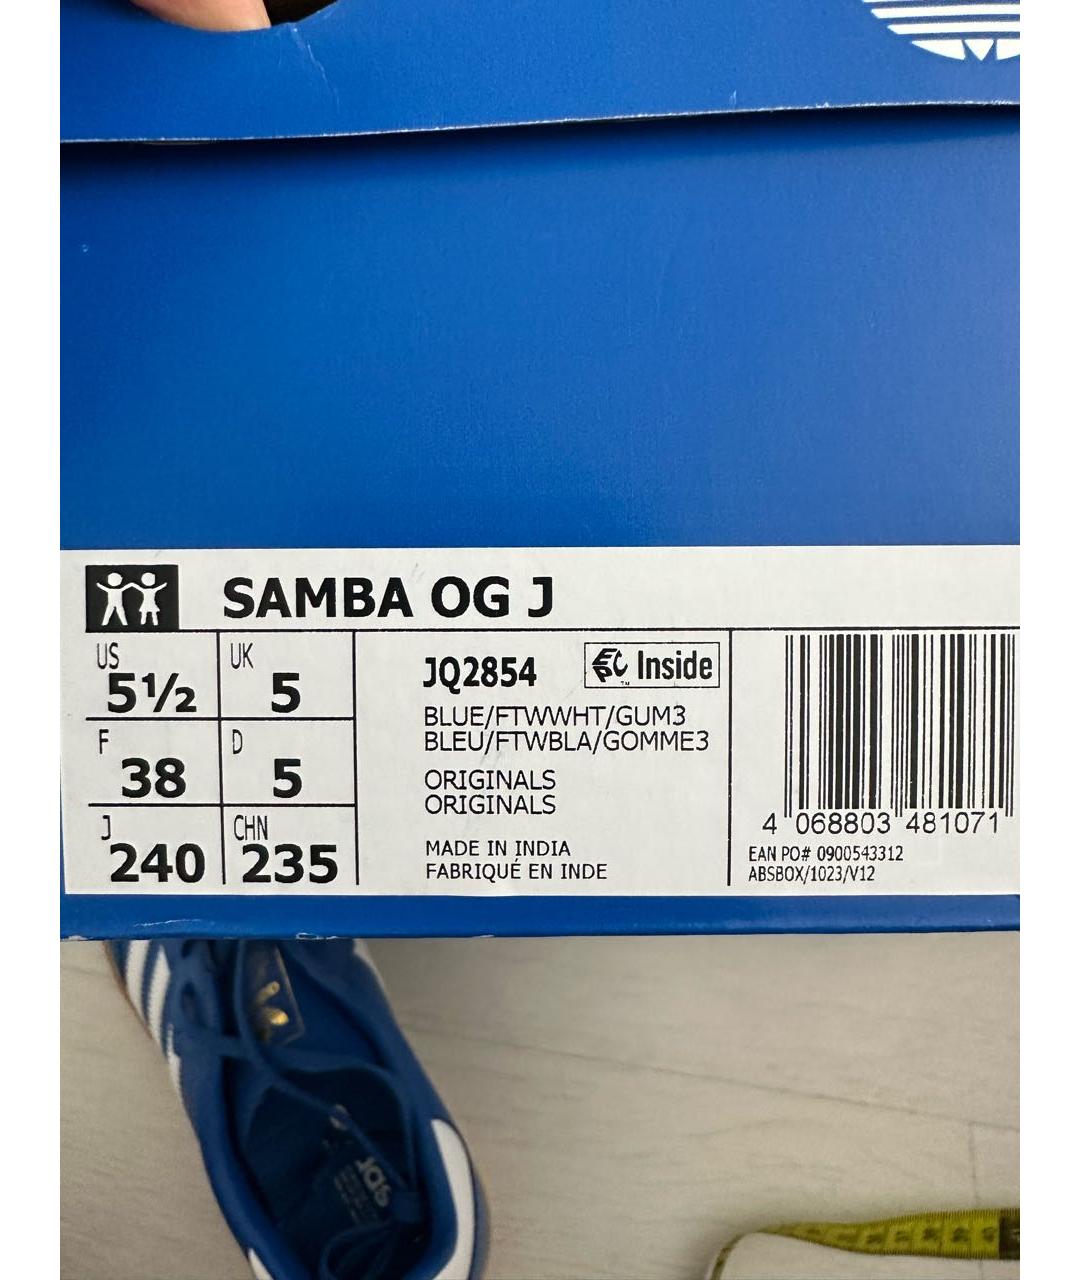 SAMBA OG J
US 5½ UK 5
F 38 D 5
J 240 CHN 235
JQ2854 Inside
BLUE/FTWWHT/GUM3
BLEU/FTWBLA/GOMME3
ORIGINALS
ORIGINALS
MADE IN INDIA
FABRIQUÉ EN INDE
4 068803 481071
EAN PO# 0900543312
ABSBOX/1023/V12